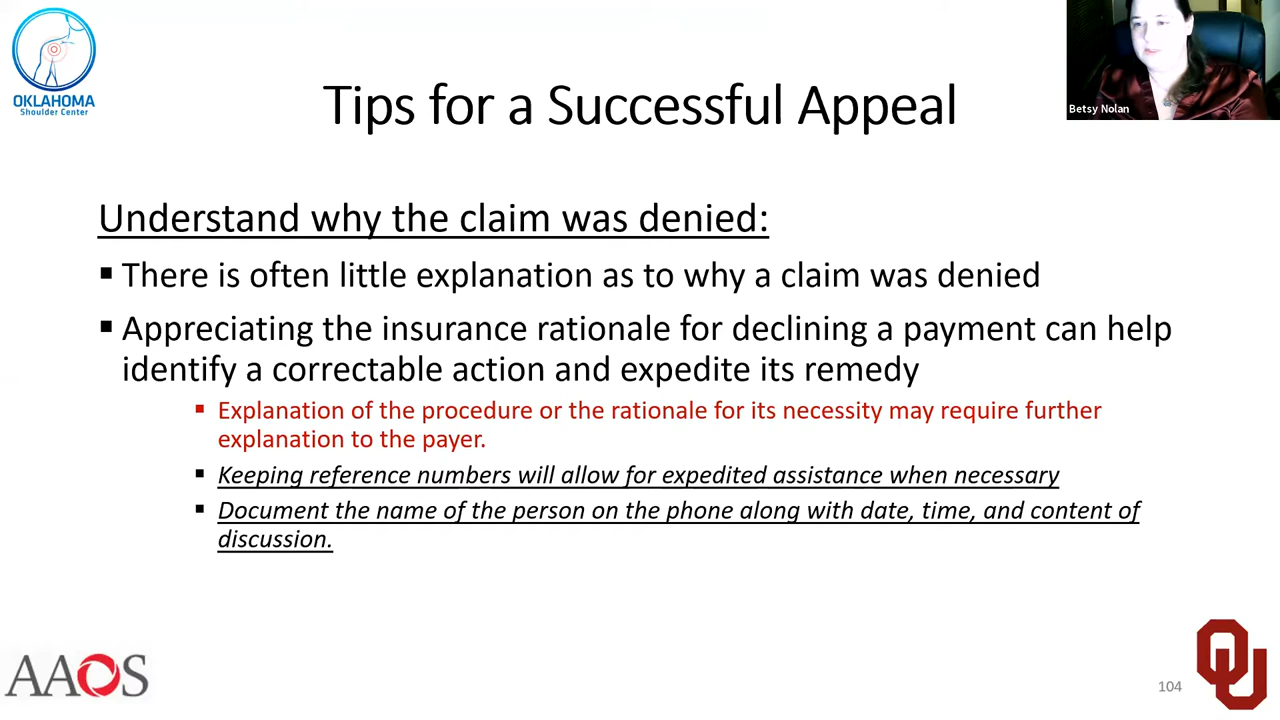 OKLAHOMA
Shoulder Center
Betsy Nolan
Tips for a Successful Appeal
Understand why the claim was denied:
▪ There is often little explanation as to why a claim was denied
▪ Appreciating the insurance rationale for declining a payment can help
identify a correctable action and expedite its remedy
▪ Explanation of the procedure or the rationale for its necessity may require further
explanation to the payer.
▪ Keeping reference numbers will allow for expedited assistance when necessary
▪ Document the name of the person on the phone along with date, time, and content of
discussion.
AAOS
104
OU